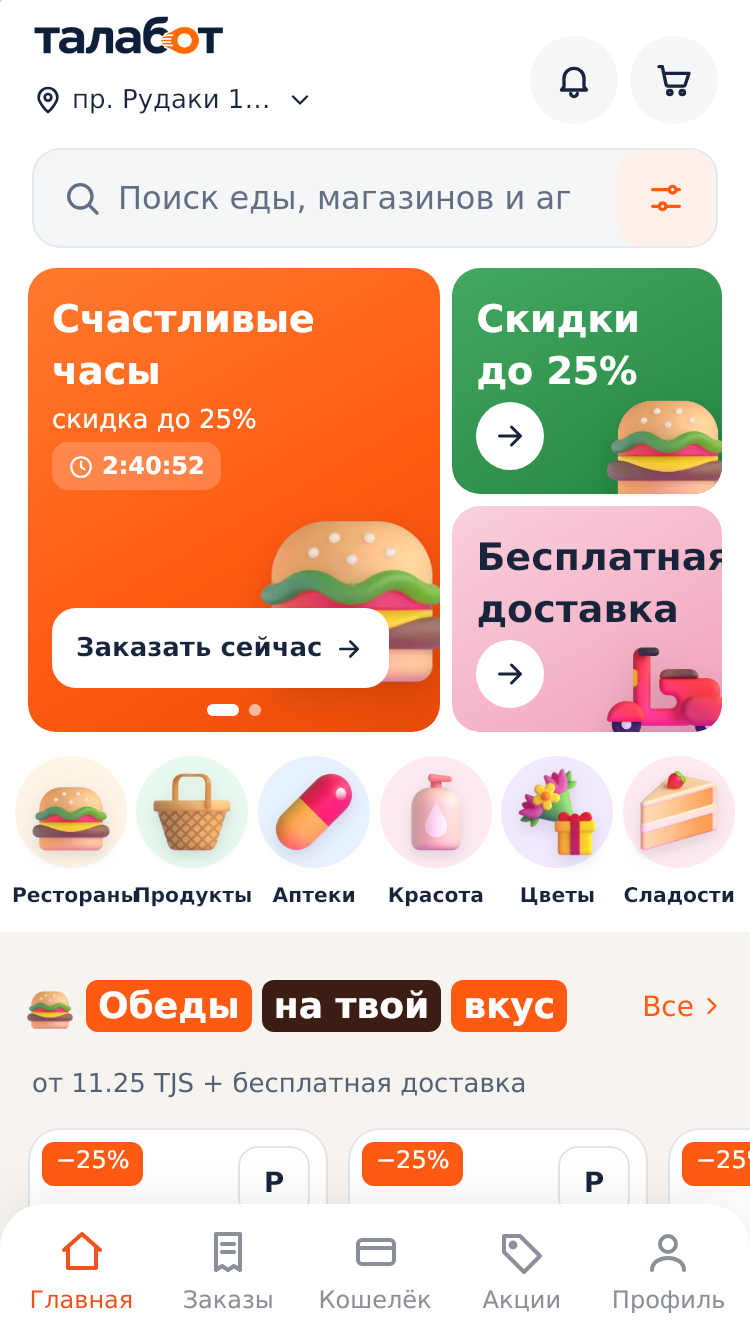 талабот
пр. Рудаки 1...
Поиск еды, магазинов и аг
Счастливые
часы
скидка до 25%
2:40:52
Заказать сейчас
Скидки
до 25%
Бесплатная
доставка
Рестораны
Продукты
Аптеки
Красота
Цветы
Сладости
Обеды на твой вкус
Все
от 11.25 TJS + бесплатная доставка
−25%
P
−25%
P
−25
Главная
Заказы
Кошелёк
Акции
Профиль